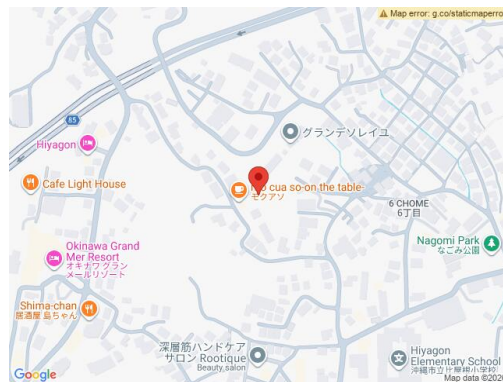 Map error: g.co/staticmaperro
85
グランデソレイユ
Hiyagon
Cafe Light House
cua so-on the table-
モクアソ
6 CHOME
6丁目
Nagomi Park
なごみ公園
Okinawa Grand
Mer Resort
オキナワ グラン
メールリゾート
Shima-chan
居酒屋 島ちゃん
深層筋ハンドケア
サロン Rootique
Beauty salon
Hiyagon
Elementary School
沖縄市立比屋根小学校
Google
Map data ©202